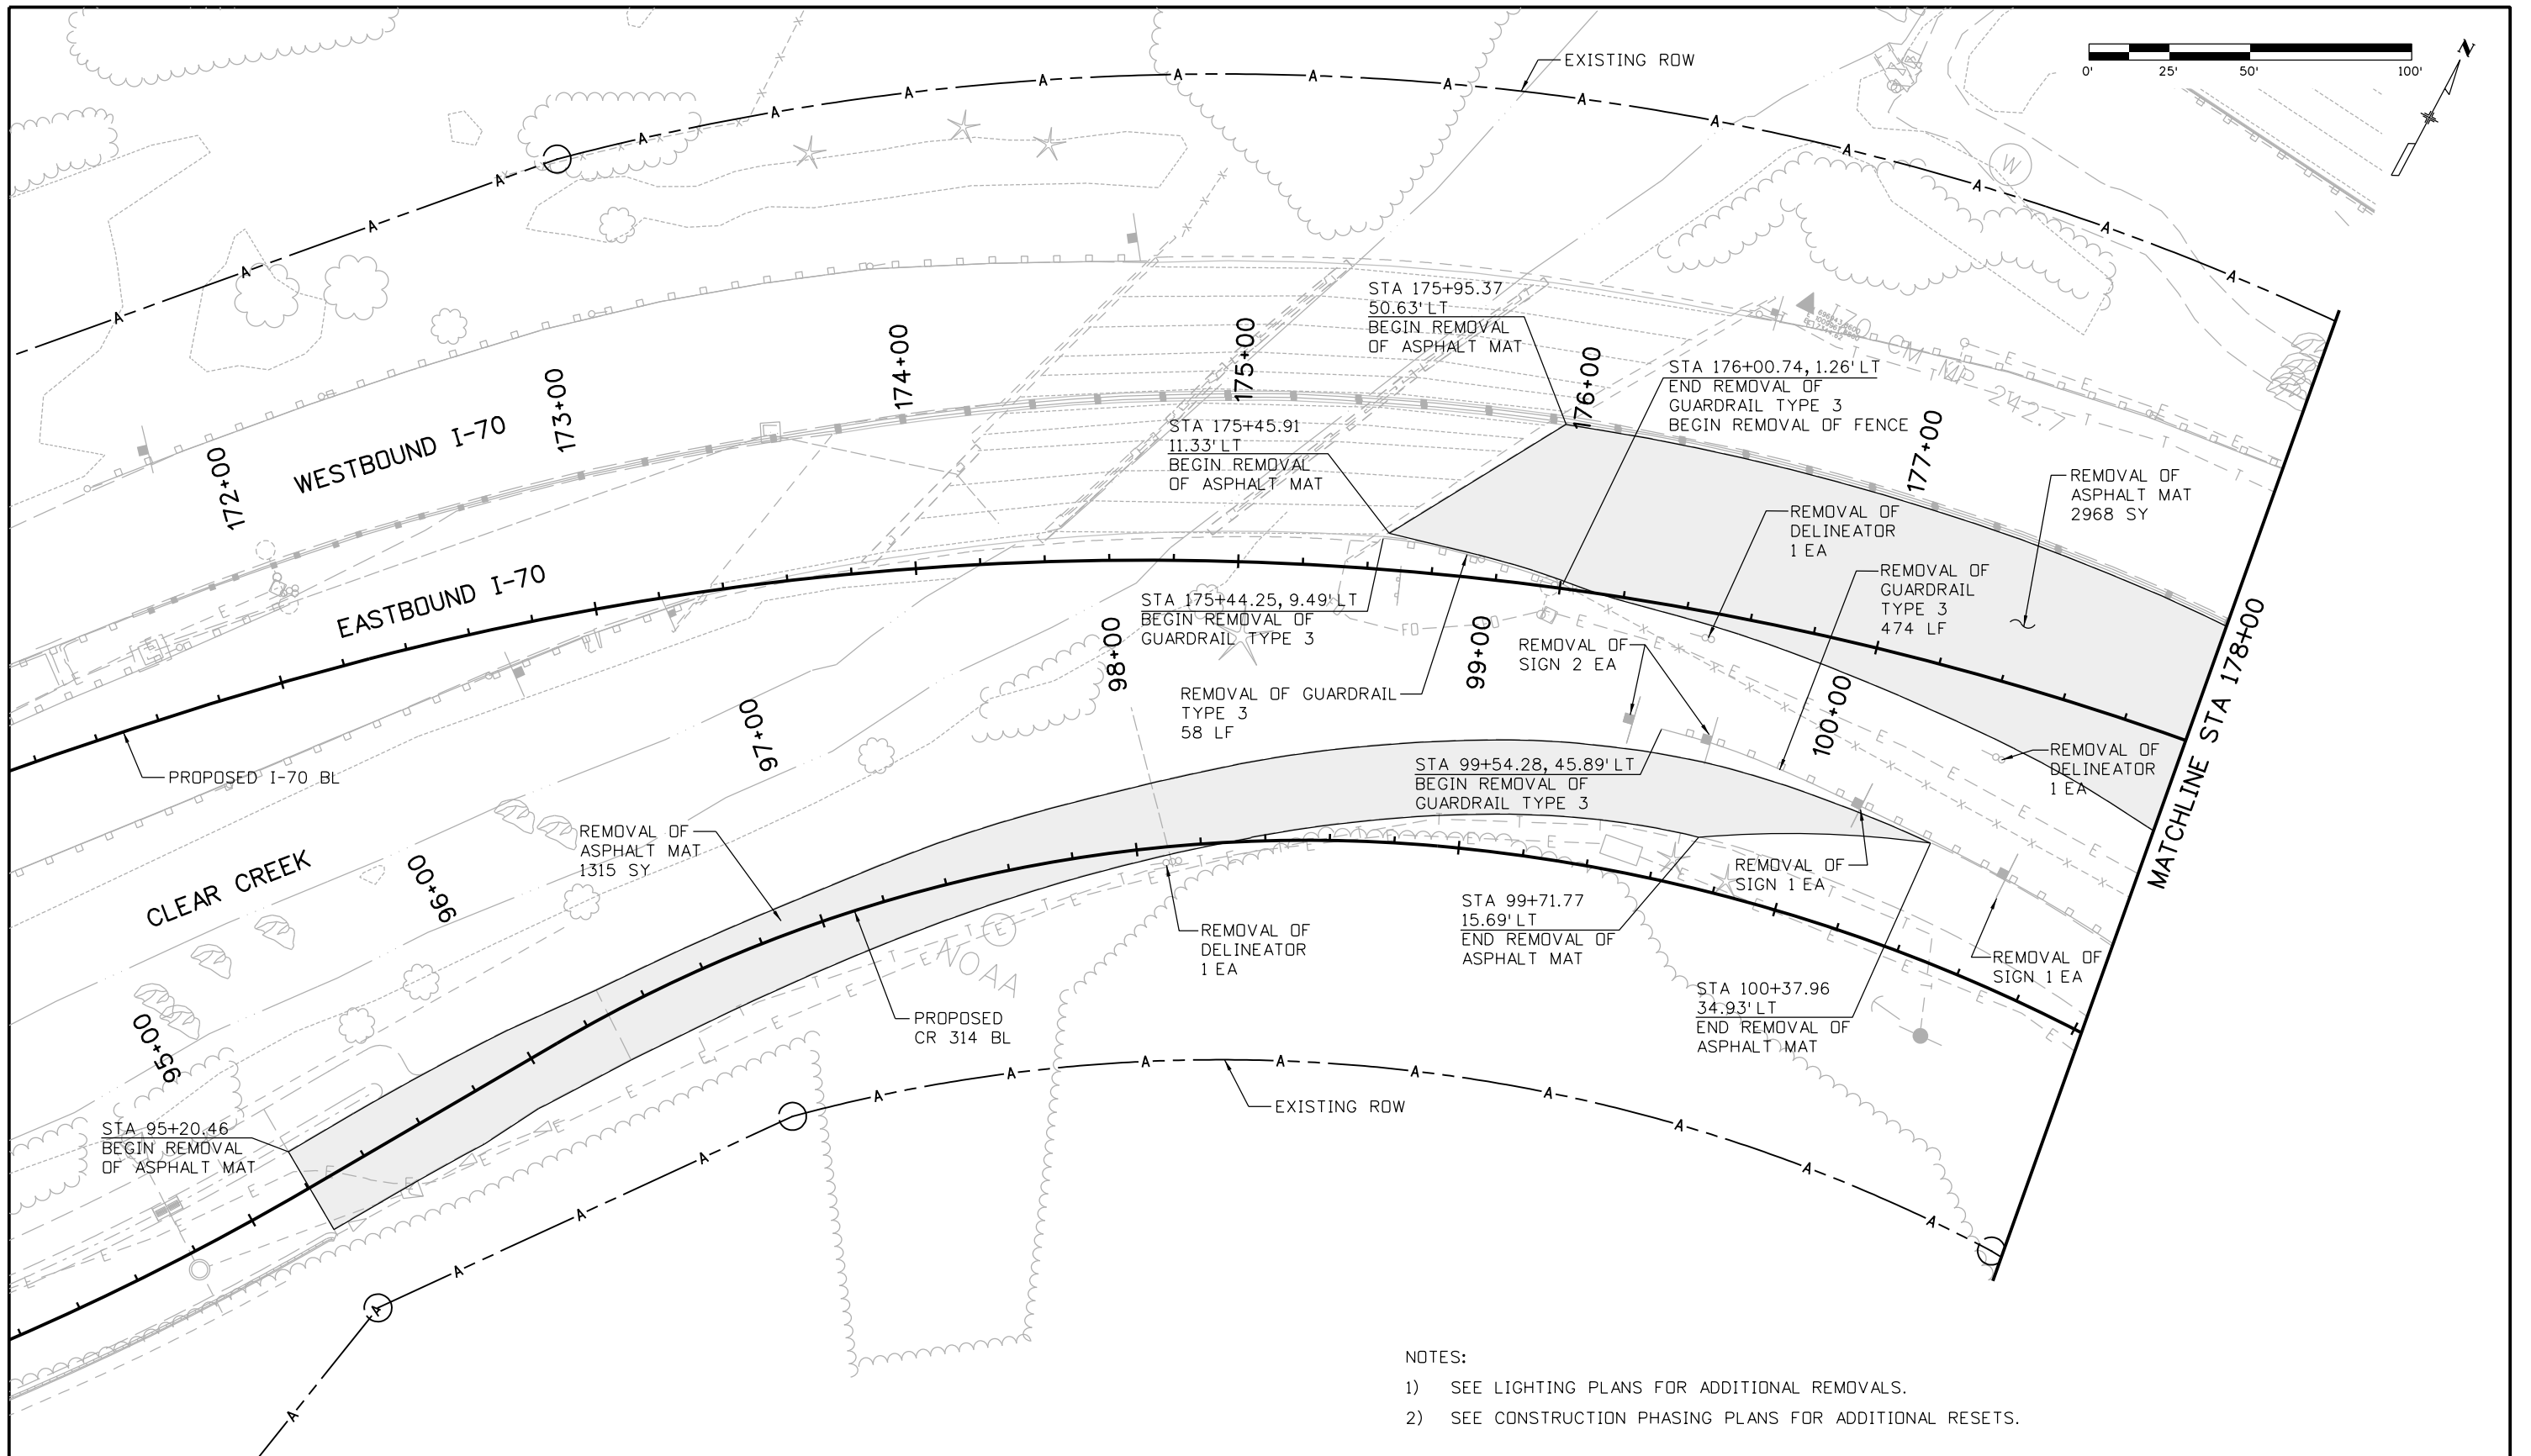 EXISTING ROW
N
0' 25' 50' 100'
W
STA 175+95.37
50.63' LT
BEGIN REMOVAL
OF ASPHALT MAT
I70 CM MP 242.7
STA 176+00.74, 1.26' LT
END REMOVAL OF
GUARDRAIL TYPE 3
BEGIN REMOVAL OF FENCE
STA 175+45.91
11.33' LT
BEGIN REMOVAL
OF ASPHALT MAT
172+00
173+00
174+00
175+00
176+00
177+00
WESTBOUND I-70
EASTBOUND I-70
REMOVAL OF
ASPHALT MAT
2968 SY
REMOVAL OF
DELINEATOR
1 EA
REMOVAL OF
GUARDRAIL
TYPE 3
474 LF
STA 175+44.25, 9.49' LT
BEGIN REMOVAL OF
GUARDRAIL TYPE 3
REMOVAL OF
SIGN 2 EA
REMOVAL OF GUARDRAIL
TYPE 3
58 LF
MATCHLINE STA 178+00
PROPOSED I-70 BL
95+00
96+00
97+00
98+00
99+00
100+00
STA 99+54.28, 45.89' LT
BEGIN REMOVAL OF
GUARDRAIL TYPE 3
REMOVAL OF
DELINEATOR
1 EA
REMOVAL OF
ASPHALT MAT
1315 SY
CLEAR CREEK
REMOVAL OF
SIGN 1 EA
STA 99+71.77
15.69' LT
END REMOVAL OF
ASPHALT MAT
REMOVAL OF
DELINEATOR
1 EA
NOAA
REMOVAL OF
SIGN 1 EA
STA 100+37.96
34.93' LT
END REMOVAL OF
ASPHALT MAT
PROPOSED
CR 314 BL
EXISTING ROW
STA 95+20.46
BEGIN REMOVAL
OF ASPHALT MAT
NOTES:
1) SEE LIGHTING PLANS FOR ADDITIONAL REMOVALS.
2) SEE CONSTRUCTION PHASING PLANS FOR ADDITIONAL RESETS.